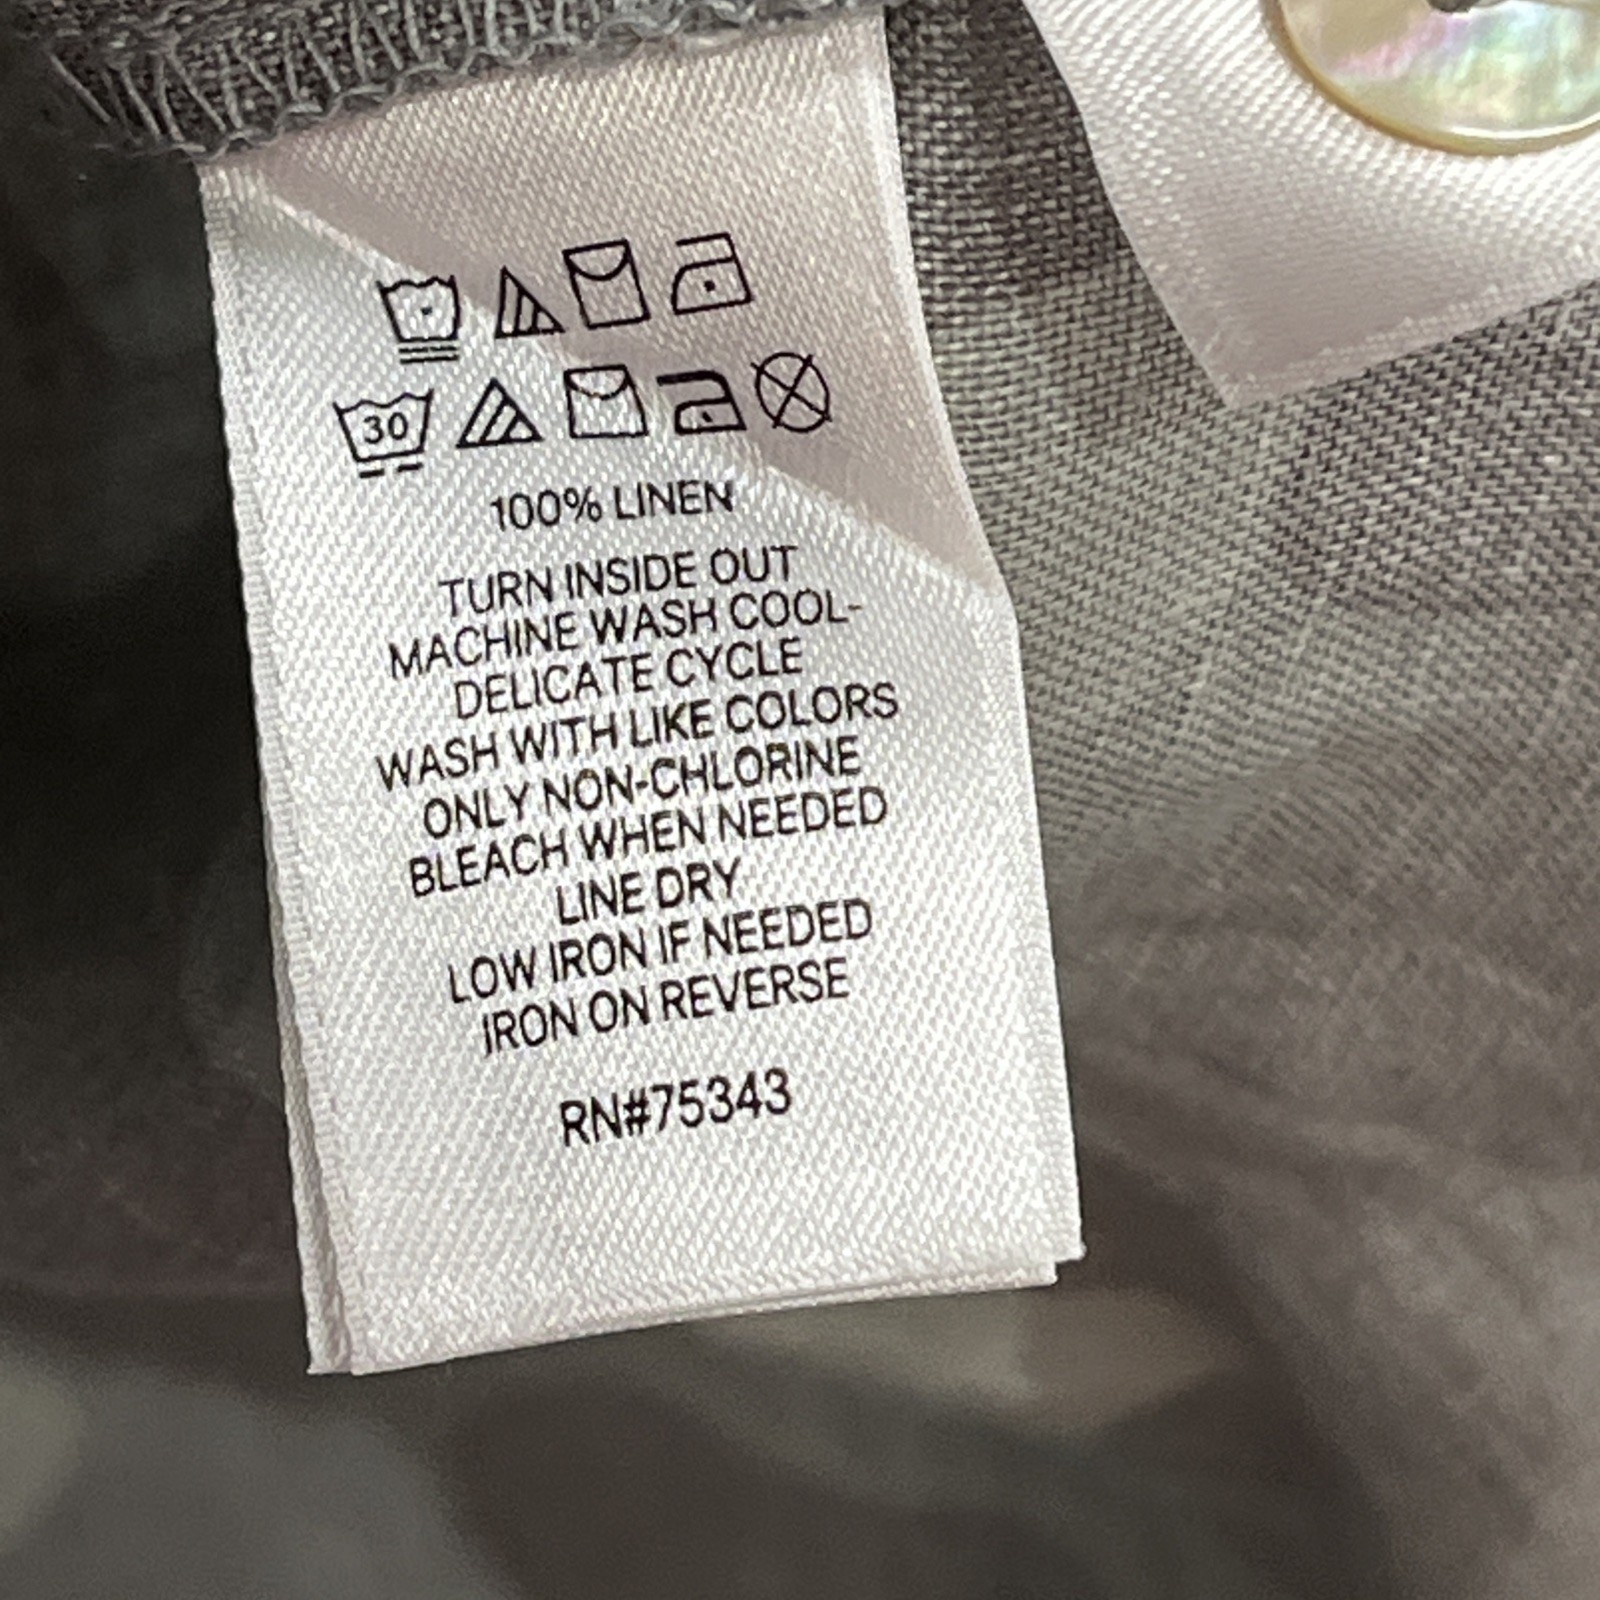 30
100% LINEN
TURN INSIDE OUT
MACHINE WASH COOL-
DELICATE CYCLE
WASH WITH LIKE COLORS
ONLY NON-CHLORINE
BLEACH WHEN NEEDED
LINE DRY
LOW IRON IF NEEDED
IRON ON REVERSE
RN#75343